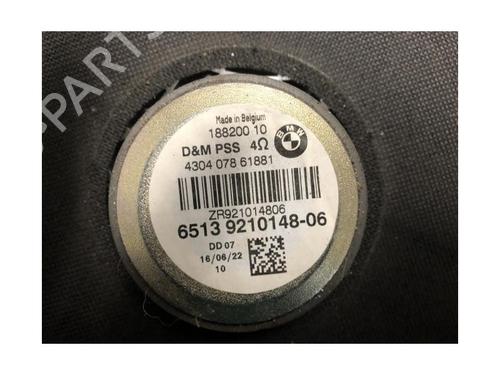 PARTS
Made in Belgium
188200 10
BMW
D&M PSS 4Ω
4304 078 61881
ZR921014806
6513 9210148-06
DD 07
16/06/22
10